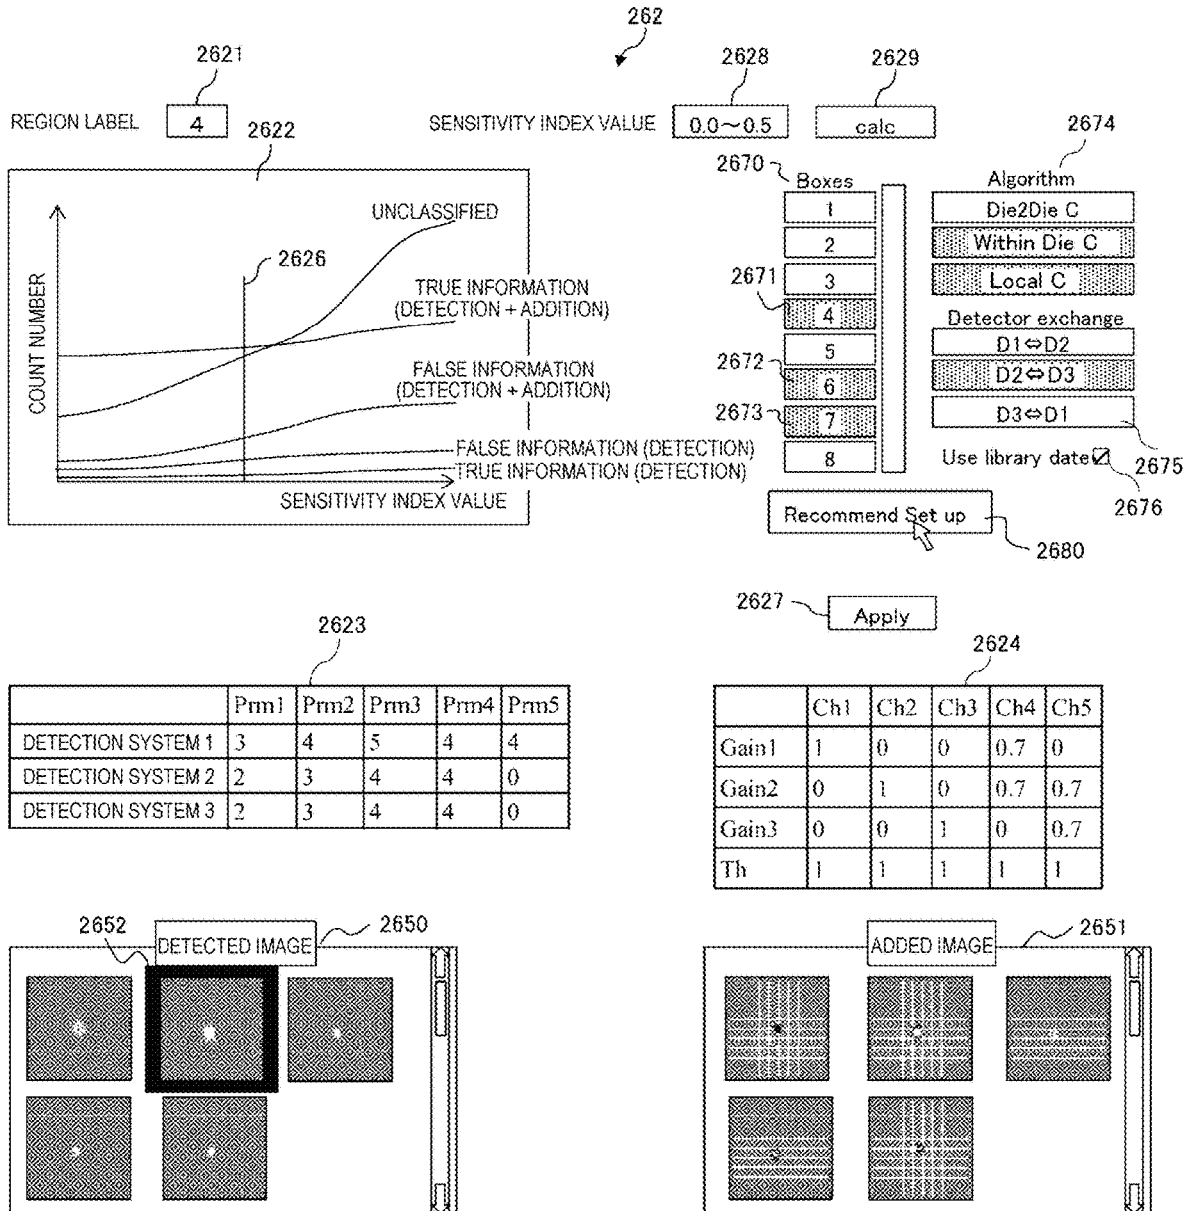 262
2621
2628
2629
REGION LABEL 4
SENSITIVITY INDEX VALUE 0.0~0.5 calc
2622
2674
2670
Boxes
Algorithm
UNCLASSIFIED
1
Die2Die C
2626
2
Within Die C
TRUE INFORMATION
(DETECTION + ADDITION)
2671
3
Local C
4
Detector exchange
COUNT NUMBER
5
D1⇔D2
FALSE INFORMATION
(DETECTION + ADDITION)
2672
6
D2⇔D3
2673
7
D3⇔D1
FALSE INFORMATION (DETECTION)
8
Use library date
2675
TRUE INFORMATION (DETECTION)
2676
SENSITIVITY INDEX VALUE
Recommend Set up
2680
2627
Apply
2623
2624
Prm1 Prm2 Prm3 Prm4 Prm5
DETECTION SYSTEM 1 3 4 5 4 4
DETECTION SYSTEM 2 2 3 4 4 0
DETECTION SYSTEM 3 2 3 4 4 0
Ch1 Ch2 Ch3 Ch4 Ch5
Gain1 1 0 0 0.7 0
Gain2 0 1 0 0.7 0.7
Gain3 0 0 1 0 0.7
Th 1 1 1 1 1
2652
DETECTED IMAGE
2650
ADDED IMAGE
2651